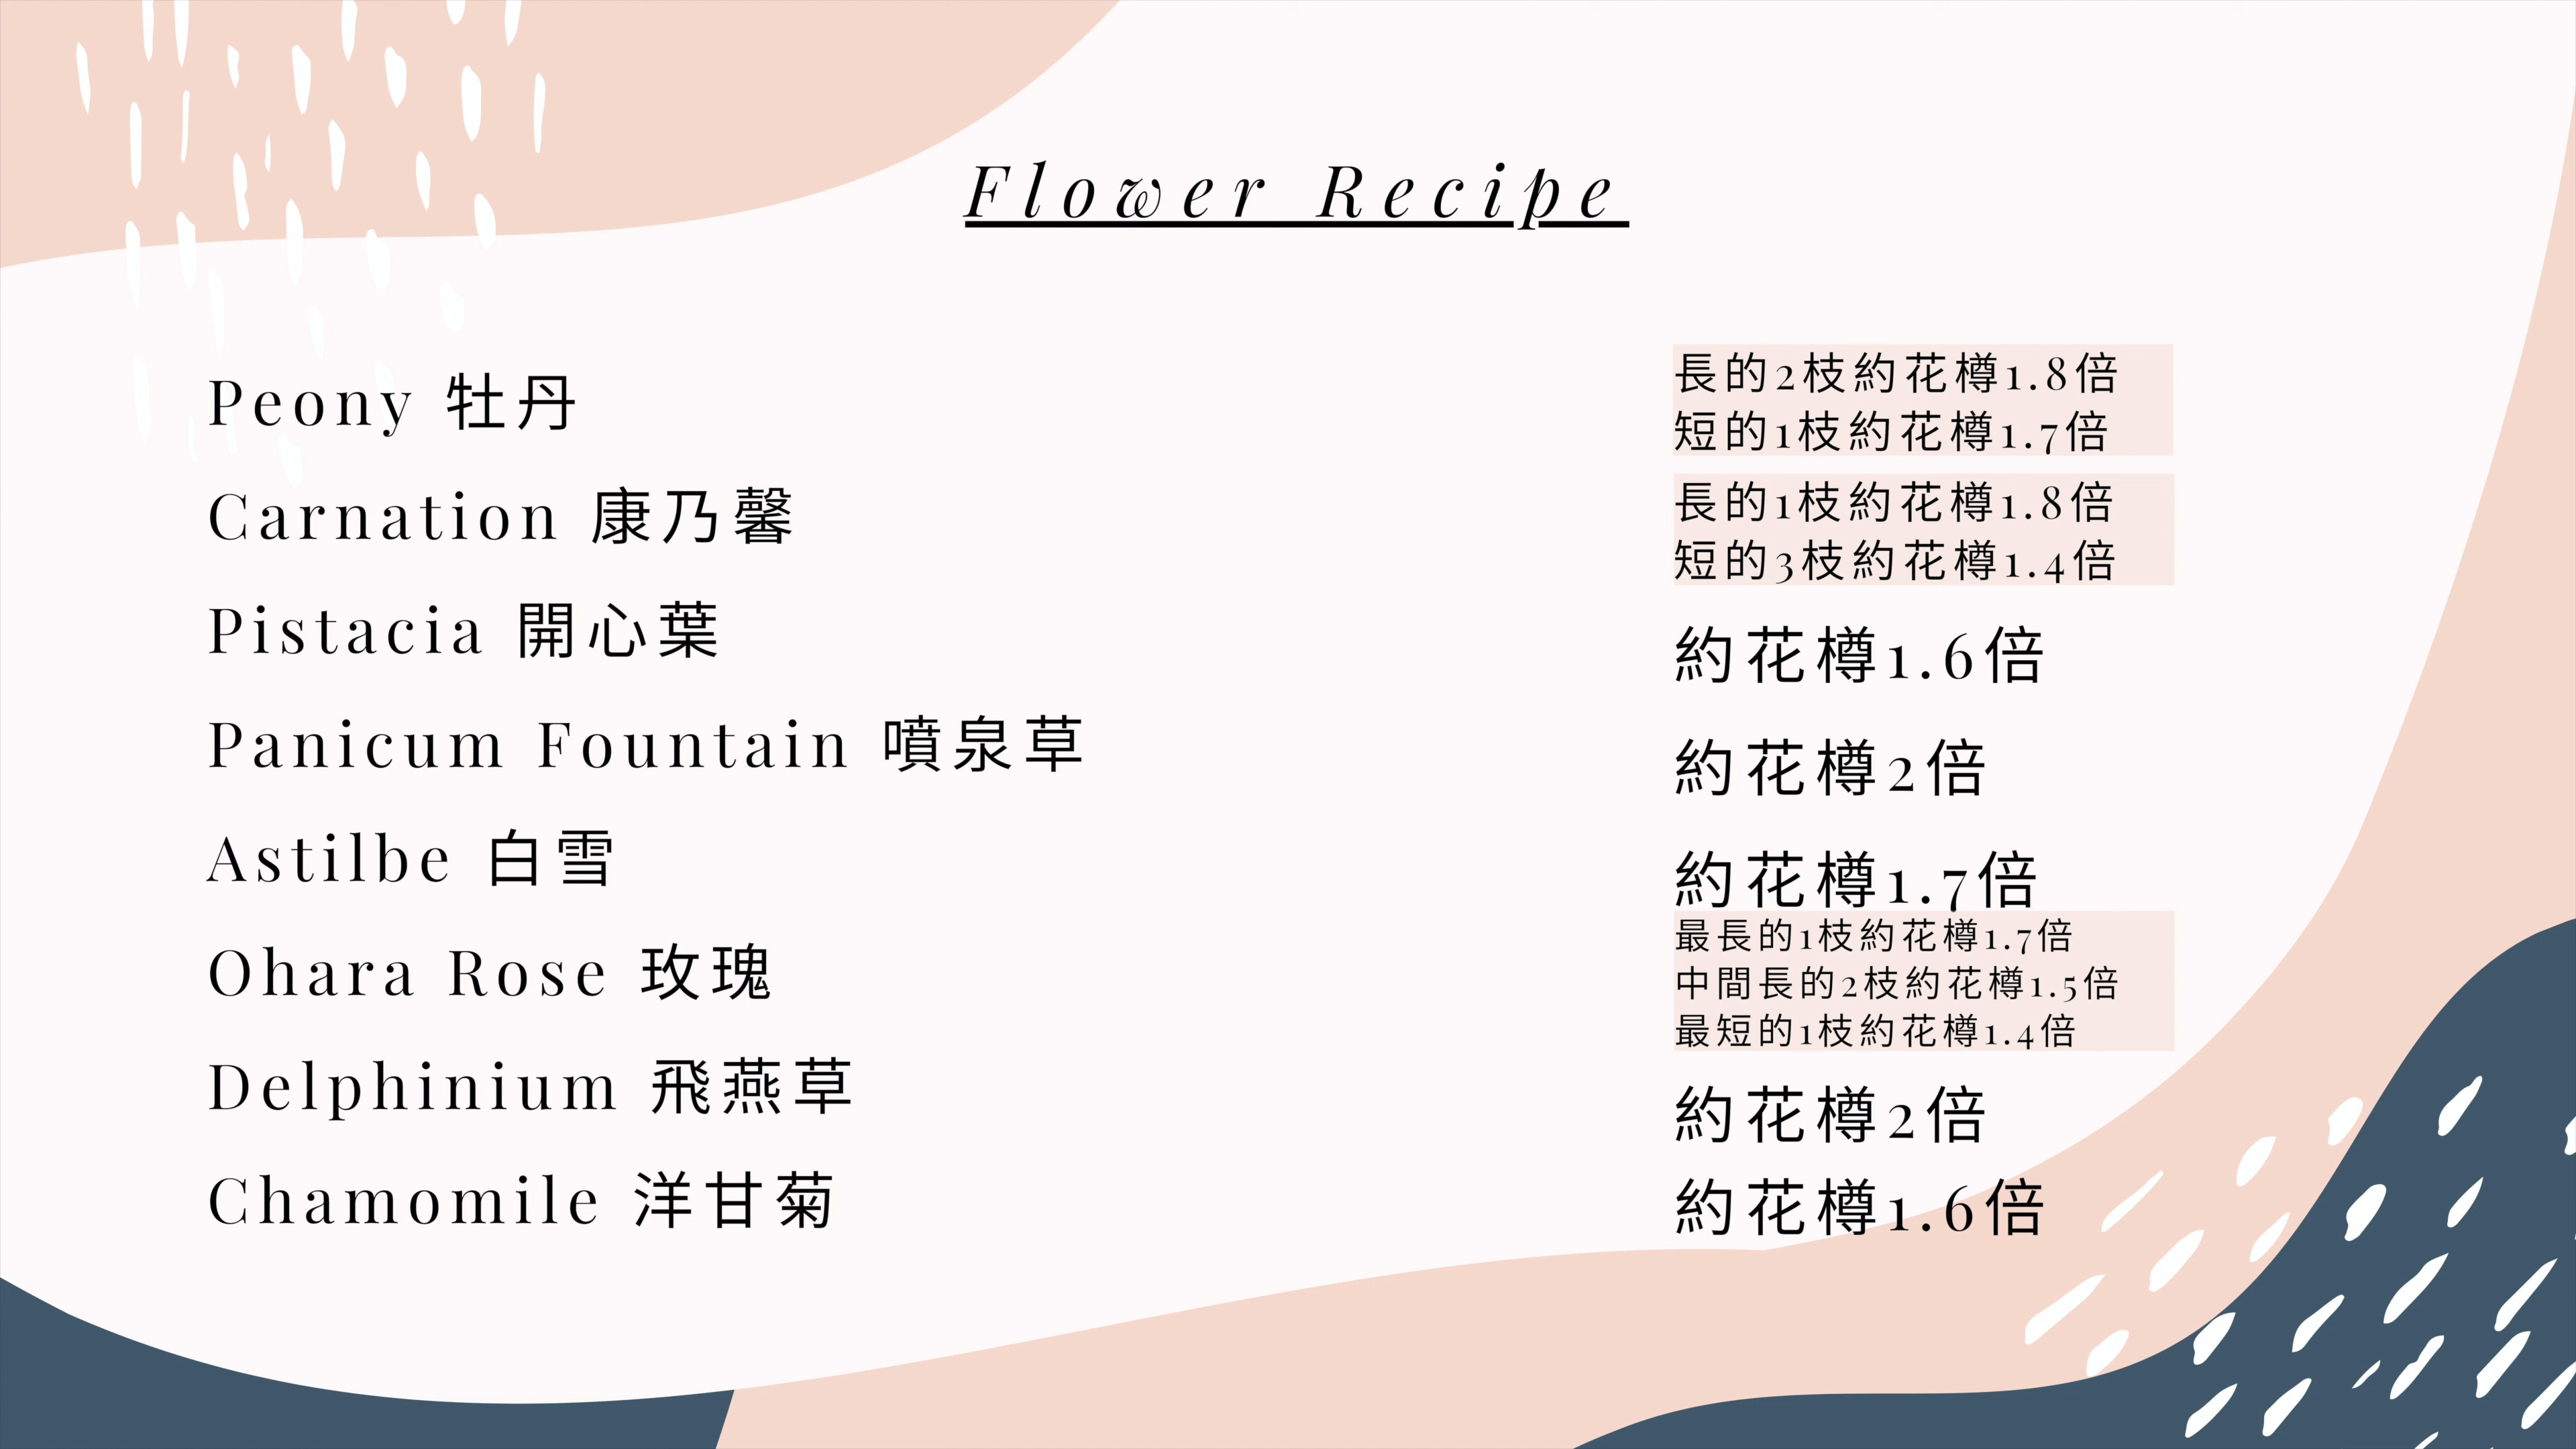 Flower Recipe
Peony 牡丹
長的2枝約花樽1.8倍
短的1枝約花樽1.7倍
Carnation 康乃馨
長的1枝約花樽1.8倍
短的3枝約花樽1.4倍
Pistacia 開心葉
約花樽1.6倍
Panicum Fountain 噴泉草
約花樽2倍
Astilbe 白雪
約花樽1.7倍
Ohara Rose 玫瑰
最長的1枝約花樽1.7倍
中間長的2枝約花樽1.5倍
最短的1枝約花樽1.4倍
Delphinium 飛燕草
約花樽2倍
Chamomile 洋甘菊
約花樽1.6倍